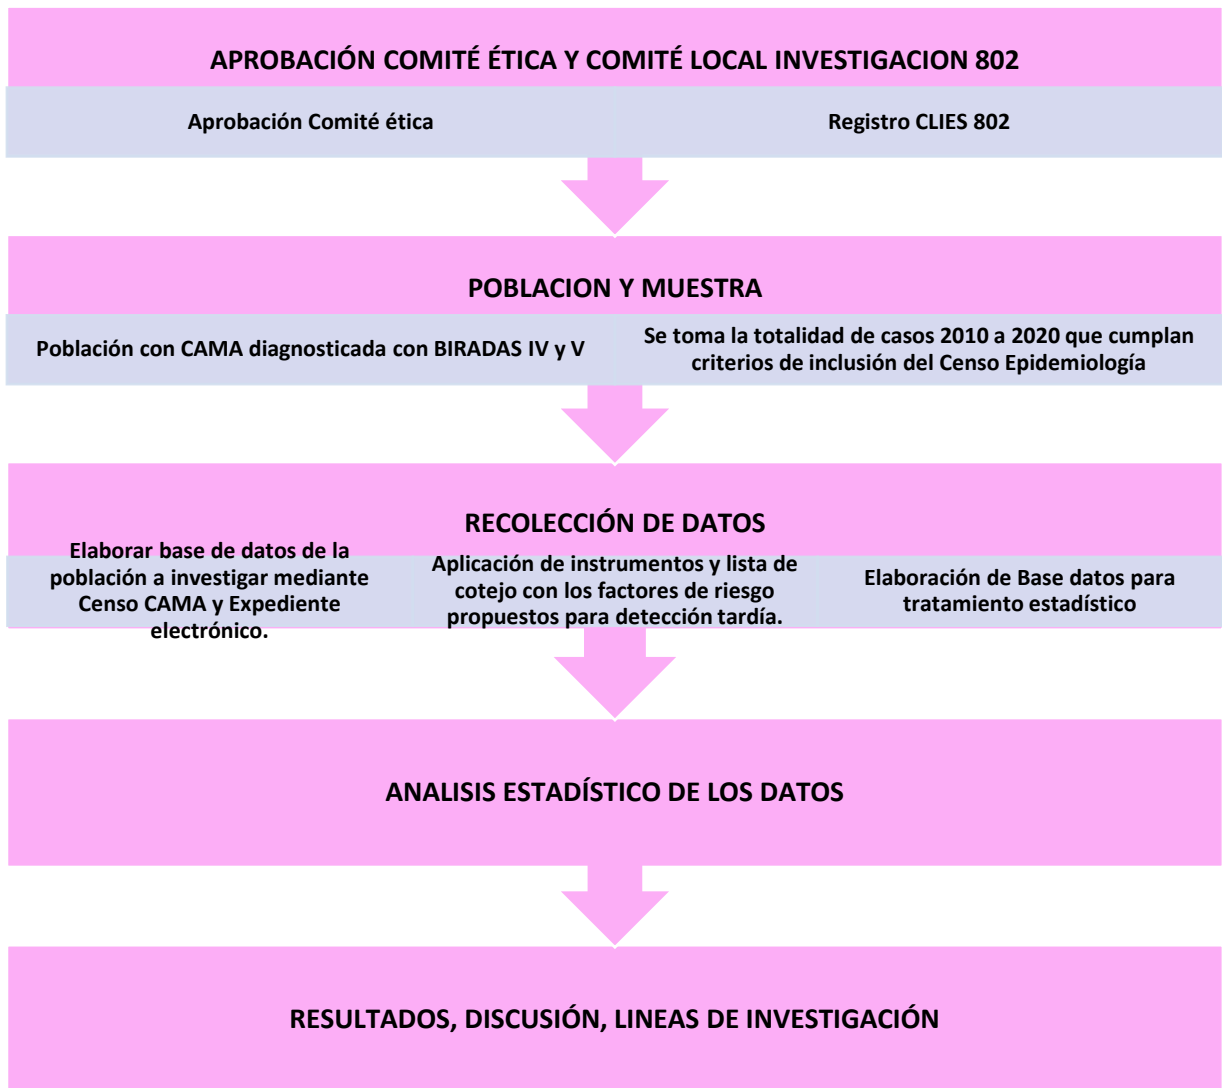 APROBACIÓN COMITÉ ÉTICA Y COMITÉ LOCAL INVESTIGACION 802
Aprobación Comité ética
Registro CLIES 802
POBLACION Y MUESTRA
Población con CAMA diagnosticada con BIRADAS IV y V
Se toma la totalidad de casos 2010 a 2020 que cumplan
criterios de inclusión del Censo Epidemiología
RECOLECCIÓN DE DATOS
Elaborar base de datos de la
población a investigar mediante
Censo CAMA y Expediente
electrónico.
Aplicación de instrumentos y lista de
cotejo con los factores de riesgo
propuestos para detección tardía.
Elaboración de Base datos para
tratamiento estadístico
ANALISIS ESTADÍSTICO DE LOS DATOS
RESULTADOS, DISCUSIÓN, LINEAS DE INVESTIGACIÓN